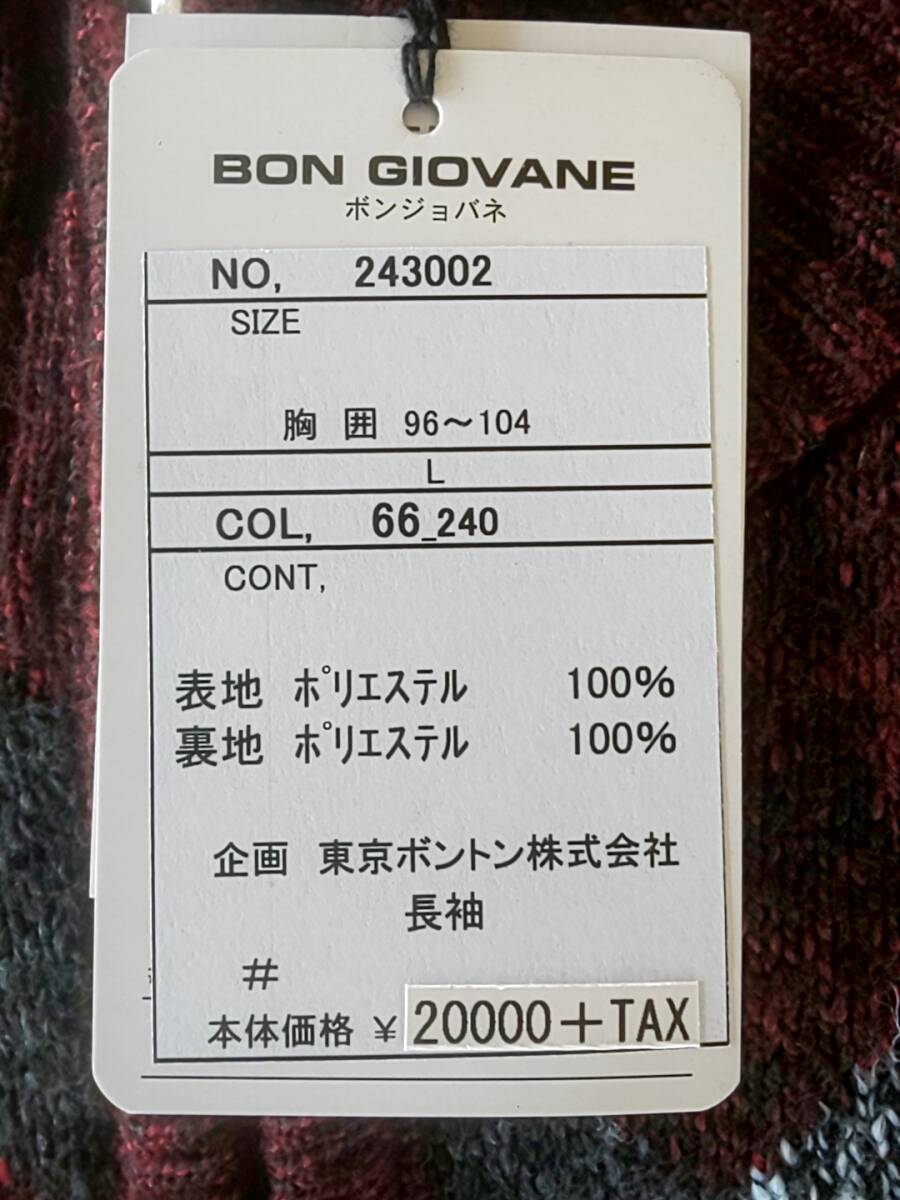 BON GIOVANE
ボンジョバネ
NO, 243002
SIZE
胸 囲 96～104
L
COL, 66_240
CONT,
表地 ﾎﾟﾘｴｽﾃﾙ 100%
裏地 ﾎﾟﾘｴｽﾃﾙ 100%
企画 東京ボントン株式会社
長袖
#
本体価格 ¥ 20000＋TAX